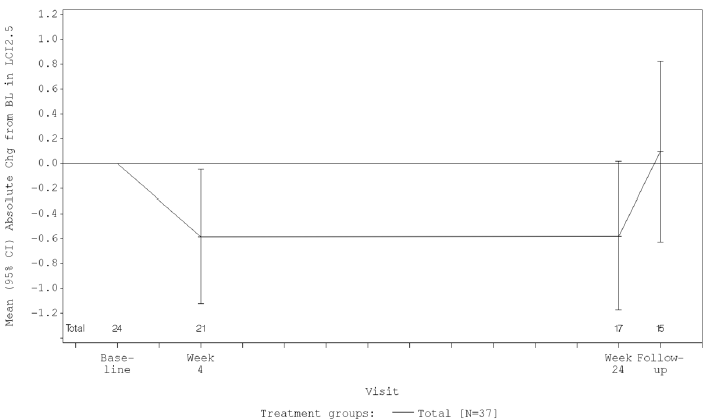 Mean (95% CI) Absolute Chg from BL in LCI2.5
1.2
1.0
0.8
0.6
0.4
0.2
0.0
-0.2
-0.4
-0.6
-0.8
-1.0
-1.2
Total 24 21 17 15
Base- Week Week Follow-
line 4 24 up
Visit
Treatment groups: Total [N=37]